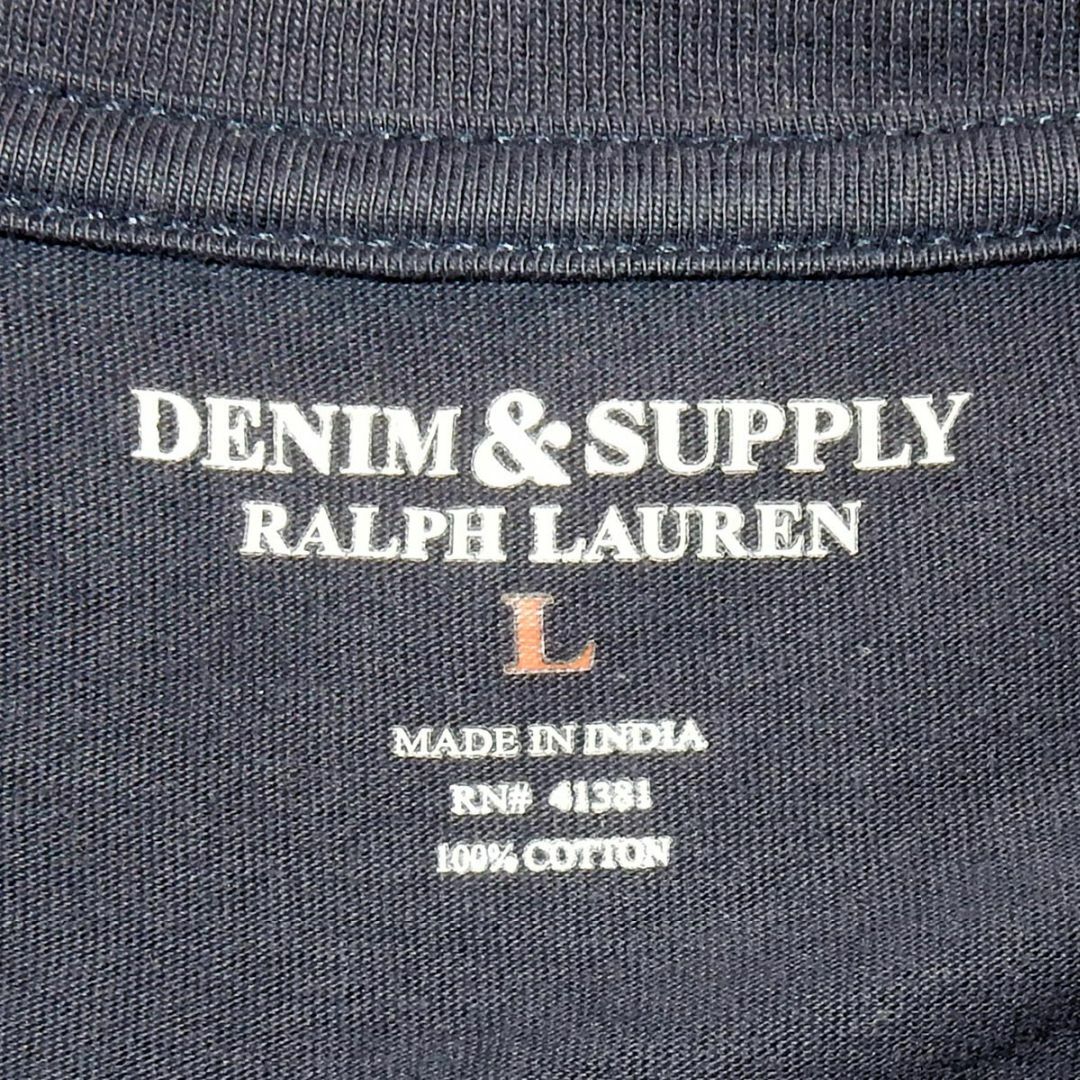 DENIM & SUPPLY
RALPH LAUREN
L
MADE IN INDIA
RN# 41381
100% COTTON